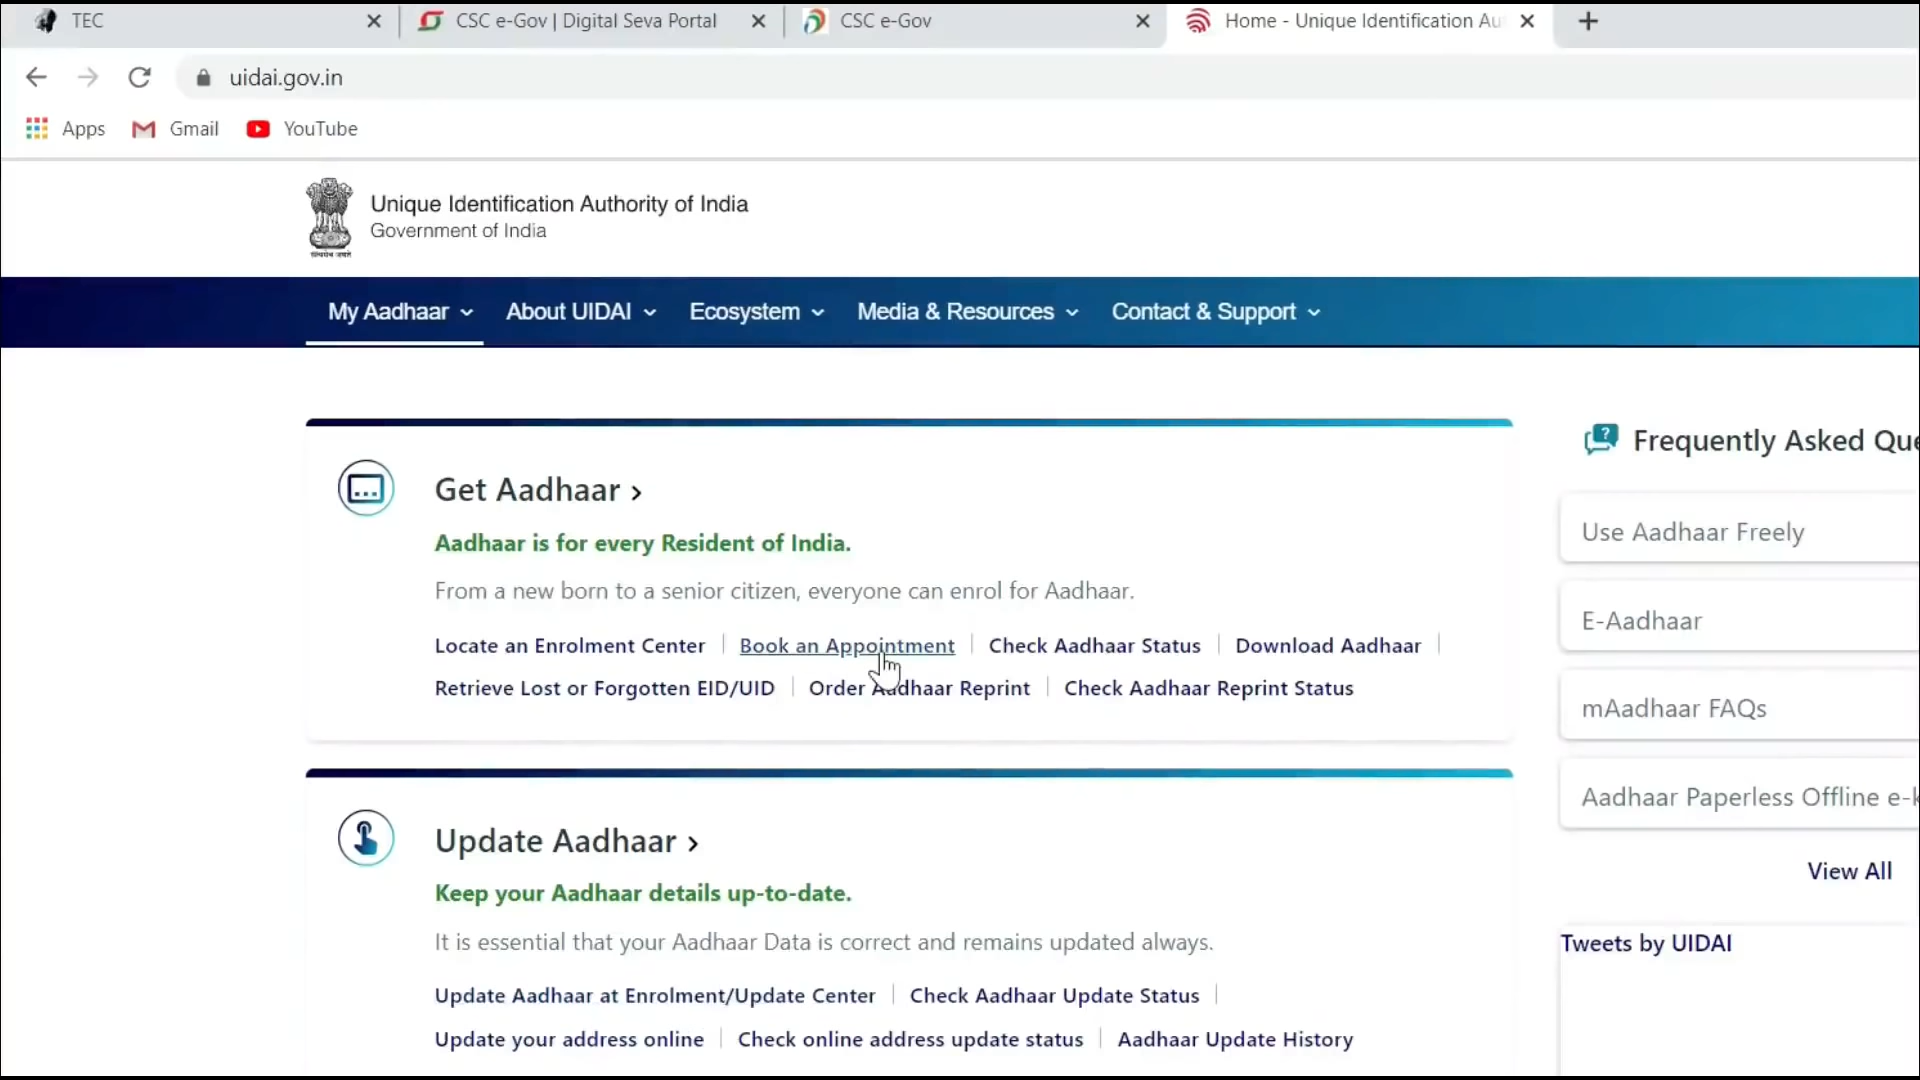 TEC
CSC e-Gov | Digital Seva Portal
CSC e-Gov
Home - Unique Identification Au
uidai.gov.in
Apps
Gmail
YouTube
Unique Identification Authority of India
Government of India
My Aadhaar
About UIDAI
Ecosystem
Media & Resources
Contact & Support
Get Aadhaar
Aadhaar is for every Resident of India.
From a new born to a senior citizen, everyone can enrol for Aadhaar.
Locate an Enrolment Center | Book an Appointment | Check Aadhaar Status | Download Aadhaar |
Retrieve Lost or Forgotten EID/UID | Order Aadhaar Reprint | Check Aadhaar Reprint Status
Update Aadhaar
Keep your Aadhaar details up-to-date.
It is essential that your Aadhaar Data is correct and remains updated always.
Update Aadhaar at Enrolment/Update Center | Check Aadhaar Update Status |
Update your address online | Check online address update status | Aadhaar Update History
Frequently Asked Que
Use Aadhaar Freely
E-Aadhaar
mAadhaar FAQs
Aadhaar Paperless Offline e-k
View All
Tweets by UIDAI